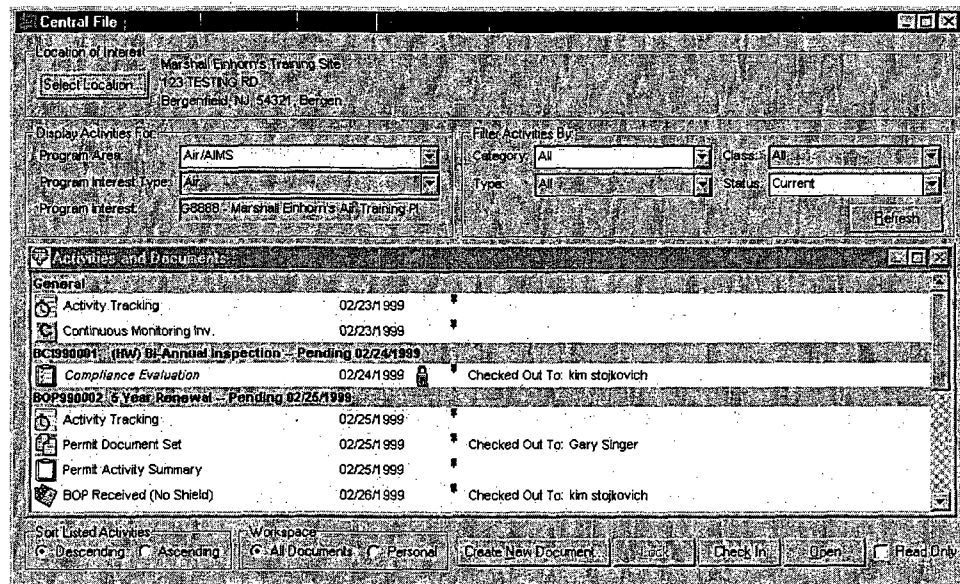 Central File
Location of Interest
Select Location...
Marshall Einhorn's Training Site
123 TESTING RD
Bergenfield, NJ 54321, Bergen
Display Activities For:
Program Area: Air/AIMS
Program Interest Type: All
Program Interest: G8888 - Marshall Einhorn's Air Training Pl
Filter Activities By:
Category: All
Class: All
Type: All
Status: Current
Refresh
Activities and Documents
General
Activity Tracking 02/23/1999
Continuous Monitoring Inv. 02/23/1999
BCI990001 (HW) Bi-Annual Inspection -- Pending 02/24/1999
Compliance Evaluation 02/24/1999 Checked Out To: kim stojkovich
BOP990002 5 Year Renewal -- Pending 02/25/1999
Activity Tracking 02/25/1999
Permit Document Set 02/25/1999 Checked Out To: Gary Singer
Permit Activity Summary 02/25/1999
BOP Received (No Shield) 02/26/1999 Checked Out To: kim stojkovich
Sort Listed Activities
Descending Ascending
Workspace
All Documents Personal
Create New Document
Lock
Check In
Open
Read Only